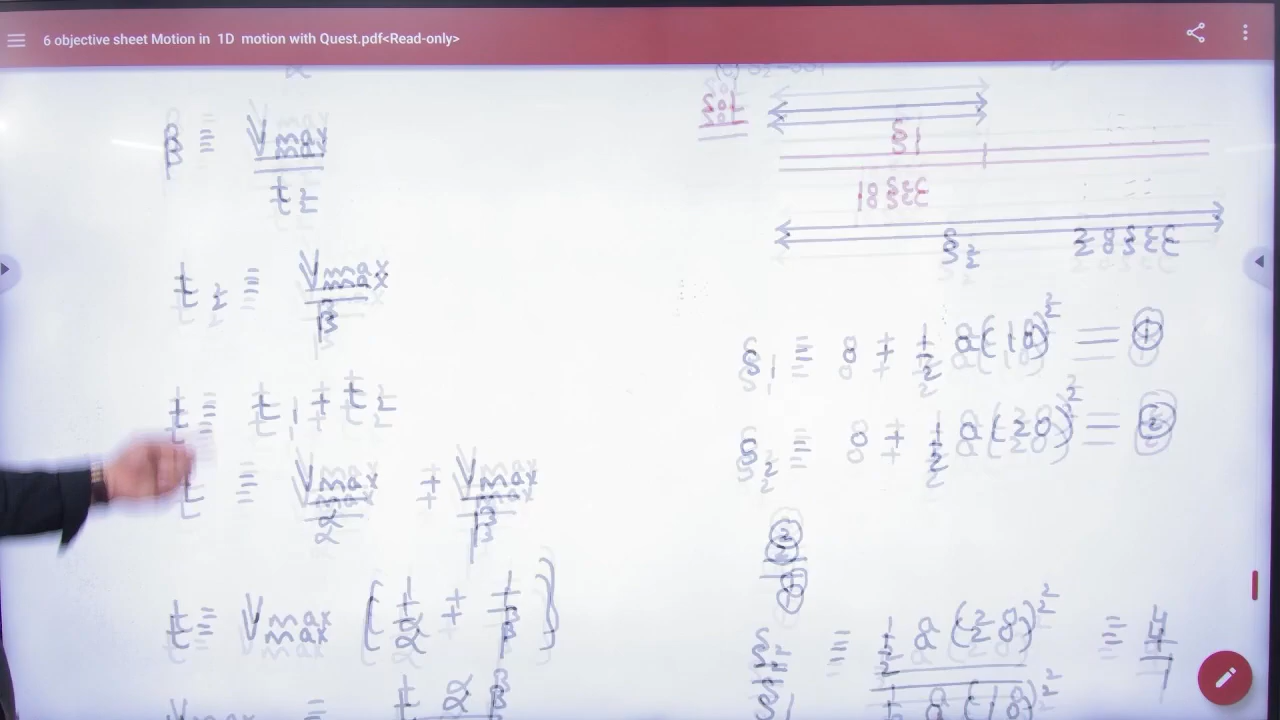 6 objective sheet Motion in 1D motion with Quest.pdf<Read-only>
β = Vmax / t2
t2 = Vmax / β
t = t1 + t2
t = Vmax / α + Vmax / β
t = Vmax (1/α + 1/β)
Sol
S1
10 sec
S2
S1 = 0 + 1/2 a(10)² — ①
S2 = 0 + 1/2 a(20)² — ②
② / ①
S2 / S1 = 1/2 a(20)² / 1/2 a(10)² = 4/1